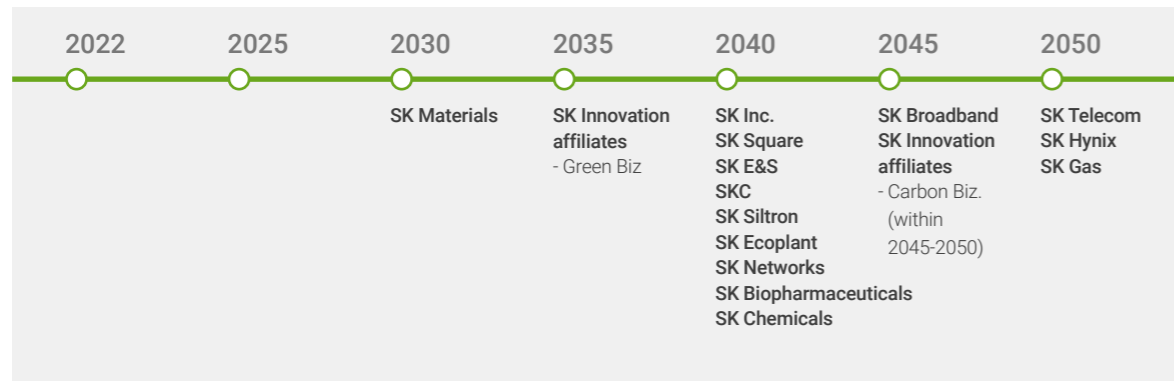 2022
2025
2030
2035
2040
2045
2050
SK Materials
SK Innovation
affiliates
- Green Biz
SK Inc.
SK Square
SK E&S
SKC
SK Siltron
SK Ecoplant
SK Networks
SK Biopharmaceuticals
SK Chemicals
SK Broadband
SK Innovation
affiliates
- Carbon Biz.
(within
2045-2050)
SK Telecom
SK Hynix
SK Gas